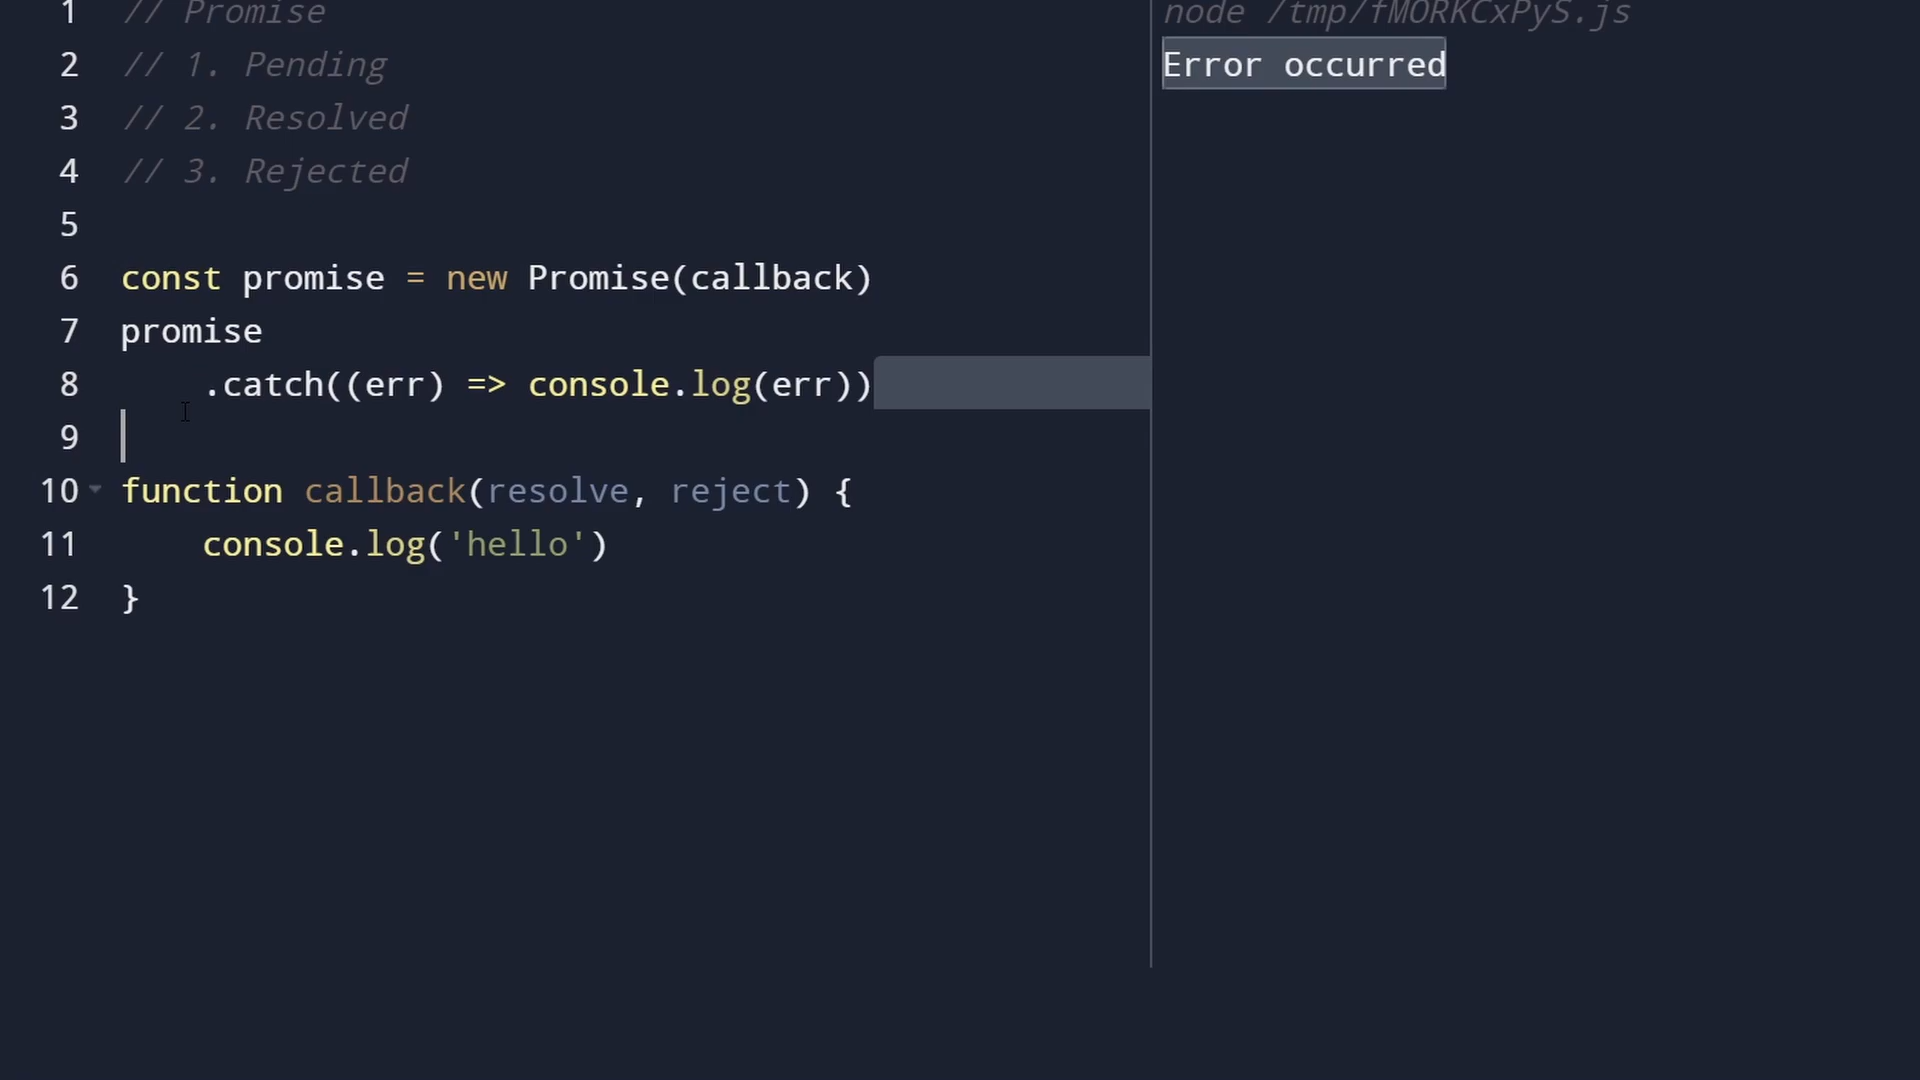 1 // Promise
2 // 1. Pending
3 // 2. Resolved
4 // 3. Rejected
5
6 const promise = new Promise(callback)
7 promise
8 .catch((err) => console.log(err))
9
10 function callback(resolve, reject) {
11 console.log('hello')
12 }
node /tmp/fMORKCxPyS.js
Error occurred